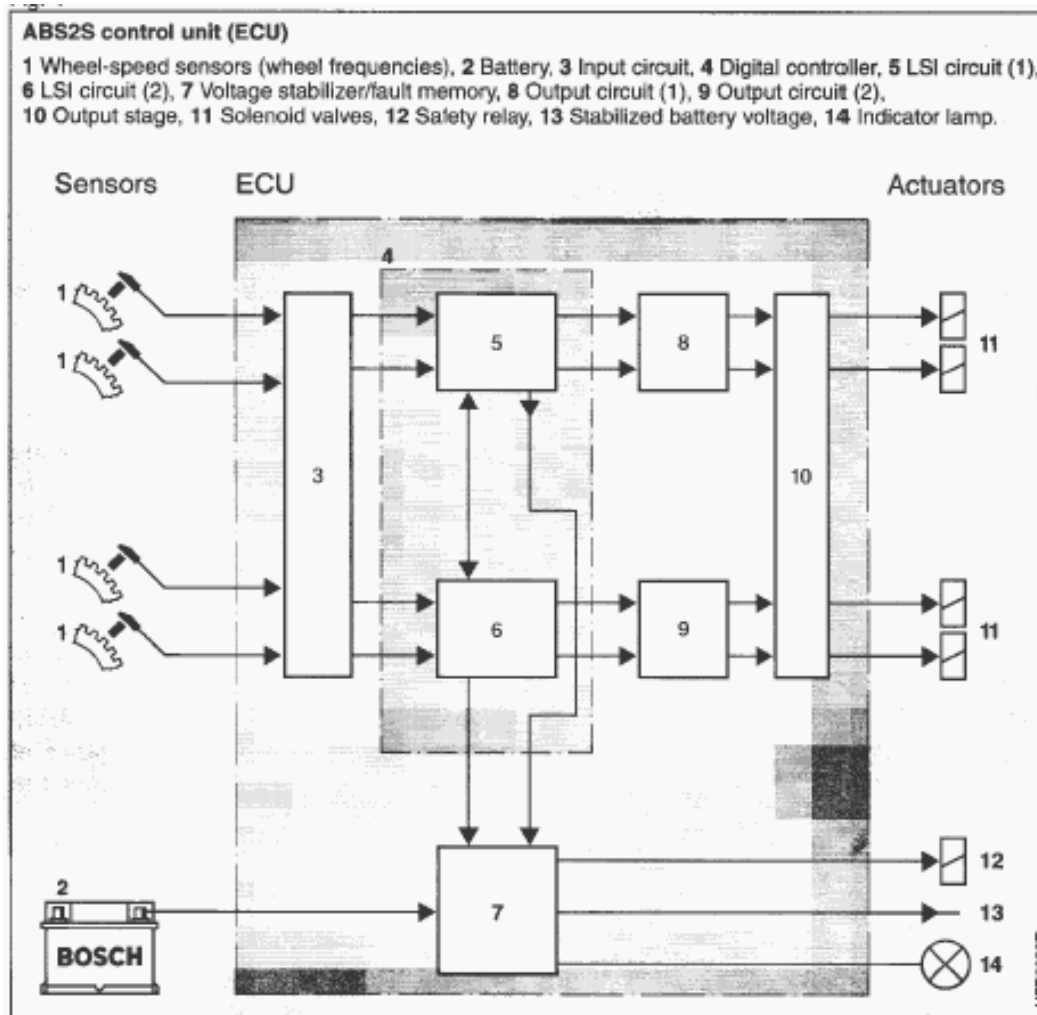 ABS2S control unit (ECU)
1 Wheel-speed sensors (wheel frequencies), 2 Battery, 3 Input circuit, 4 Digital controller, 5 LSI circuit (1),
6 LSI circuit (2), 7 Voltage stabilizer/fault memory, 8 Output circuit (1), 9 Output circuit (2),
10 Output stage, 11 Solenoid valves, 12 Safety relay, 13 Stabilized battery voltage, 14 Indicator lamp.
Sensors ECU Actuators
4
1
5 8 11
1
3 10
1
6 9 11
1
12
2
7 13
BOSCH
14